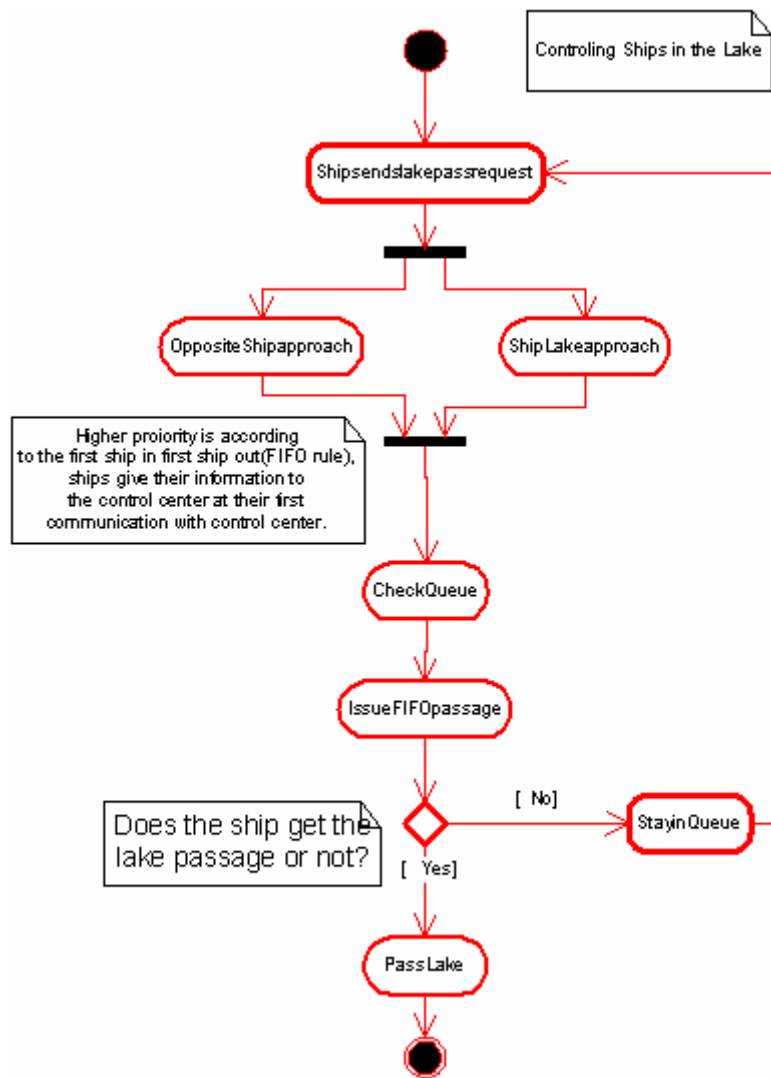 Controling Ships in the Lake
Shipsendslakepassrequest
OppositeShipapproach
ShipLakeapproach
Higher proiority is according
to the first ship in first ship out(FIFO rule),
ships give their information to
the control center at their first
communication with control center.
CheckQueue
IssueFIFOpassage
Does the ship get the
lake passage or not?
[ No]
StayinQueue
[ Yes]
PassLake